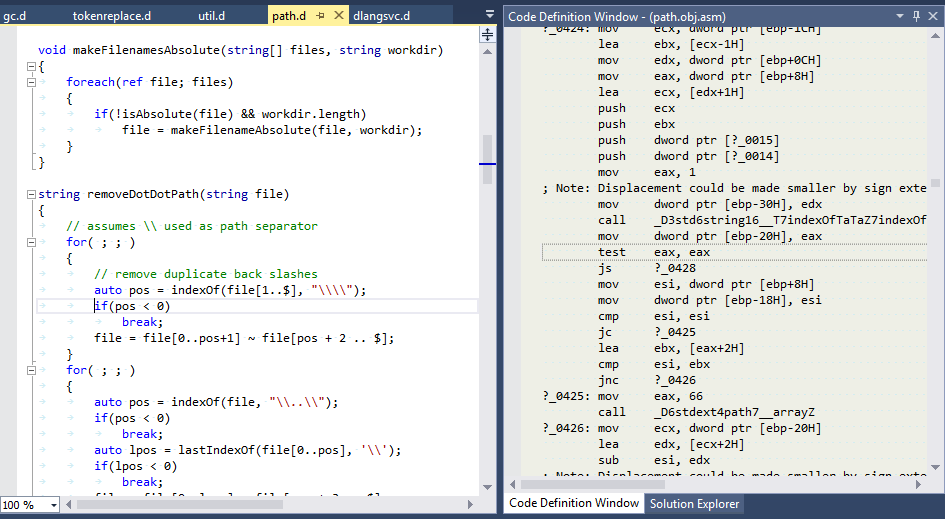 gc.d tokenreplace.d util.d path.d dlangsvc.d
void makeFilenamesAbsolute(string[] files, string workdir)
{
foreach(ref file; files)
{
if(!isAbsolute(file) && workdir.length)
file = makeFilenameAbsolute(file, workdir);
}
}
string removeDotDotPath(string file)
{
// assumes \\ used as path separator
for( ; ; )
{
// remove duplicate back slashes
auto pos = indexOf(file[1..$], "\\\\");
if(pos < 0)
break;
file = file[0..pos+1] ~ file[pos + 2 .. $];
}
for( ; ; )
{
auto pos = indexOf(file, "\\..\\");
if(pos < 0)
break;
auto lpos = lastIndexOf(file[0..pos], '\\');
if(lpos < 0)
break;
100 %
Code Definition Window - (path.obj.asm)
?_0424: mov ecx, dword ptr [ebp-1CH]
lea ebx, [ecx-1H]
mov edx, dword ptr [ebp+0CH]
mov eax, dword ptr [ebp+8H]
lea ecx, [edx+1H]
push ecx
push ebx
push dword ptr [?_0015]
push dword ptr [?_0014]
mov eax, 1
; Note: Displacement could be made smaller by sign exte
mov dword ptr [ebp-30H], edx
call _D3std6string16__T7indexOfTaTaZ7indexOf
mov dword ptr [ebp-20H], eax
test eax, eax
js ?_0428
mov esi, dword ptr [ebp+8H]
mov dword ptr [ebp-18H], esi
cmp esi, esi
jc ?_0425
lea ebx, [eax+2H]
cmp esi, ebx
jnc ?_0426
?_0425: mov eax, 66
call _D6stdext4path7__arrayZ
?_0426: mov ecx, dword ptr [ebp-20H]
lea edx, [ecx+2H]
sub esi, edx
; Note: Displacement could be made smaller by sign exte
Code Definition Window Solution Explorer